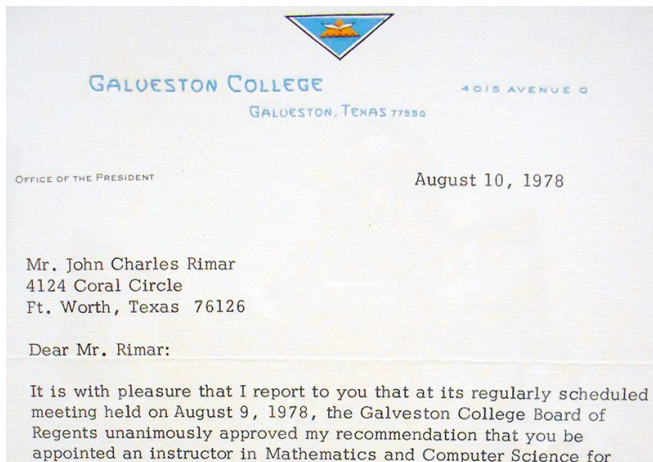 GALVESTON COLLEGE
4015 AVENUE Q
GALVESTON, TEXAS 77550
OFFICE OF THE PRESIDENT
August 10, 1978
Mr. John Charles Rimar
4124 Coral Circle
Ft. Worth, Texas 76126
Dear Mr. Rimar:
It is with pleasure that I report to you that at its regularly scheduled
meeting held on August 9, 1978, the Galveston College Board of
Regents unanimously approved my recommendation that you be
appointed an instructor in Mathematics and Computer Science for